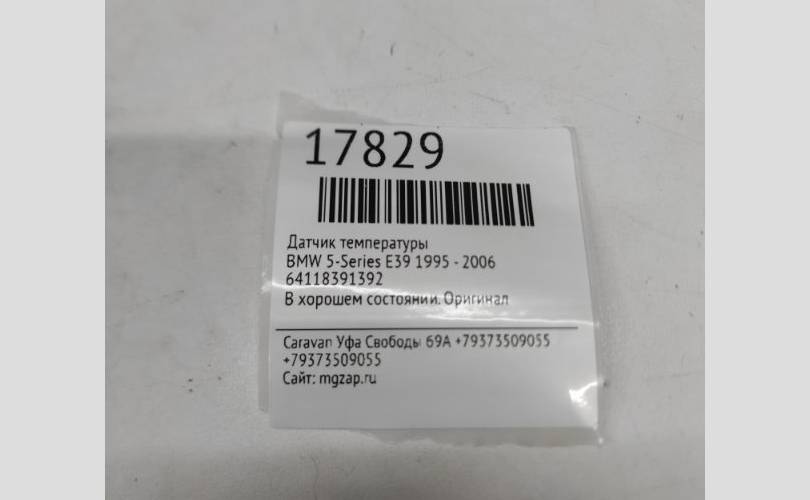 17829
Датчик температуры
BMW 5-Series E39 1995 - 2006
64118391392
В хорошем состоянии. Оригинал
Caravan Уфа Свободы 69А +79373509055
+79373509055
Сайт: mgzap.ru